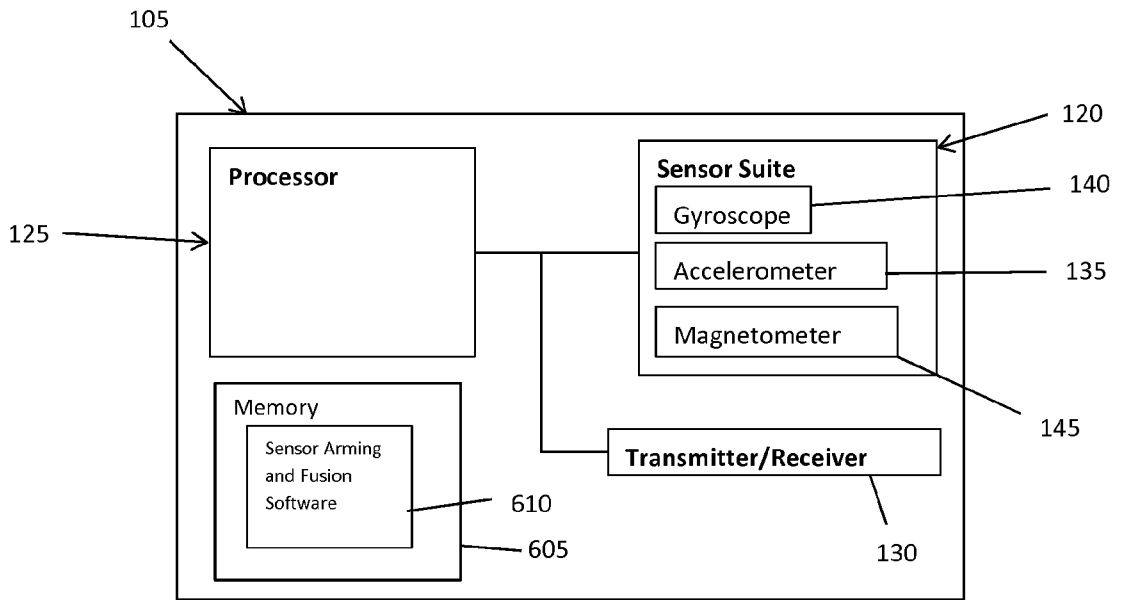 105
120
Processor
Sensor Suite
140
Gyroscope
125
Accelerometer
135
Magnetometer
145
Memory
Sensor Arming
and Fusion
Software
Transmitter/Receiver
610
605
130